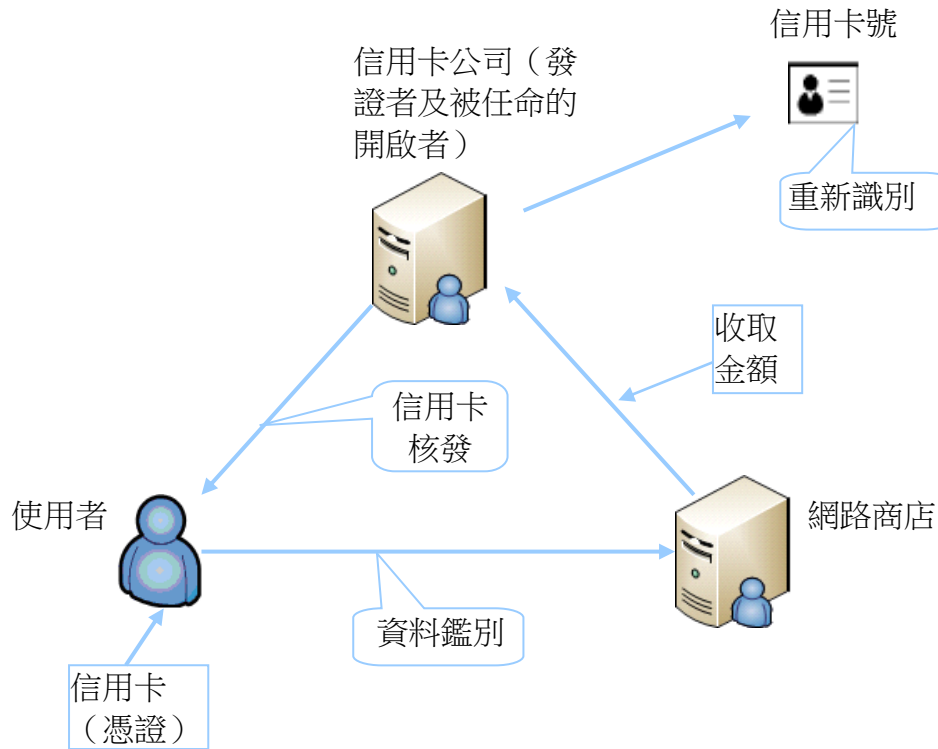 信用卡號
信用卡公司（發
證者及被任命的
開啟者）
重新識別
收取
金額
信用卡
核發
使用者
網路商店
資料鑑別
信用卡
（憑證）